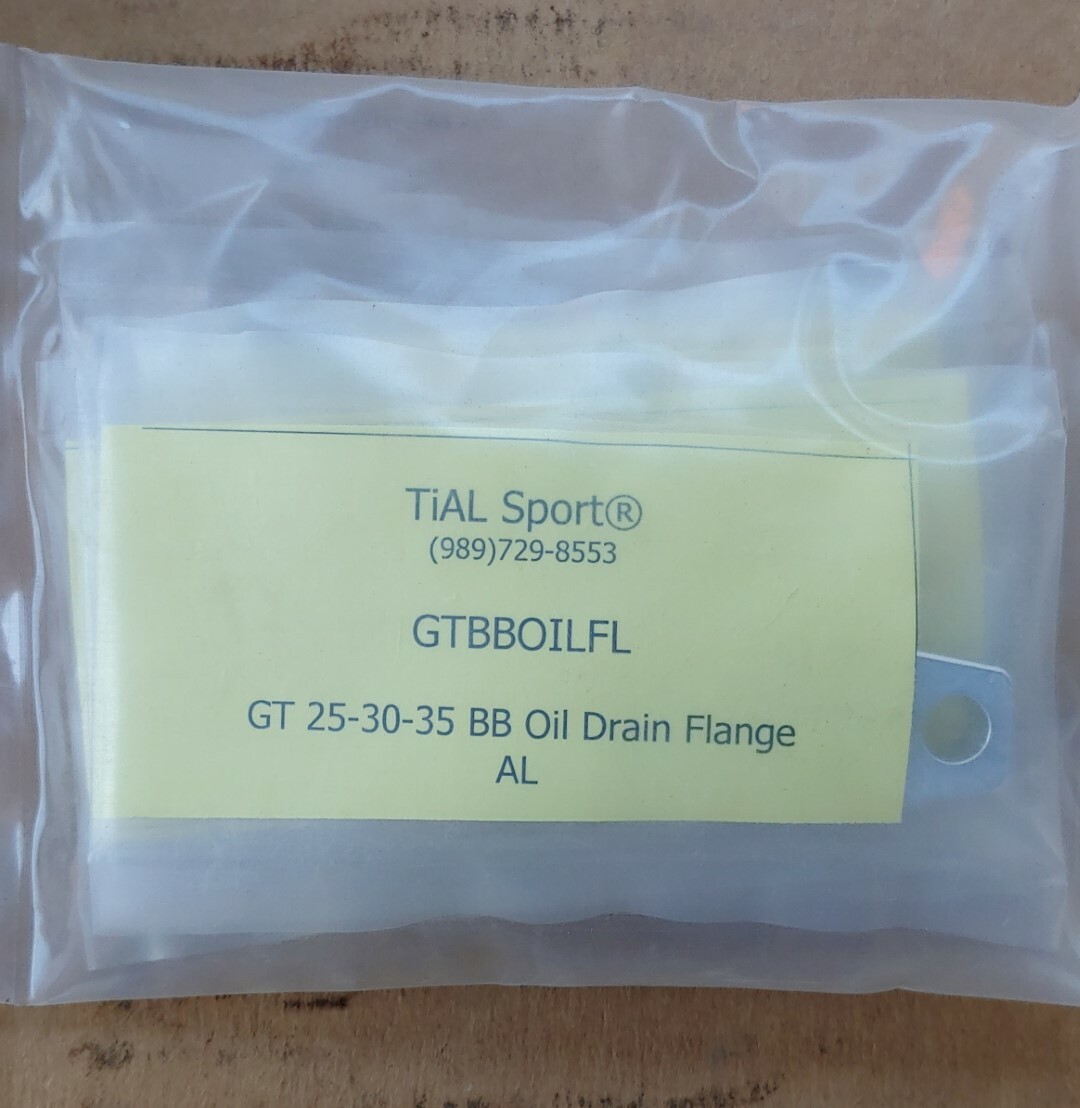 TiAL Sport®
(989)729-8553
GTBBOILFL
GT 25-30-35 BB Oil Drain Flange
AL